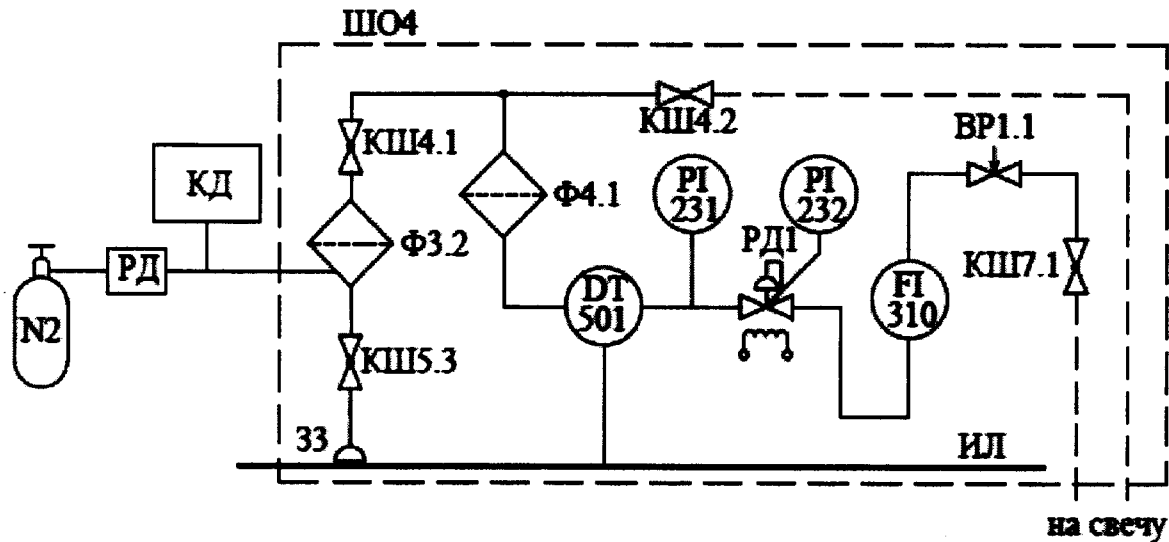 ШО4
КШ4.1
КШ4.2
ВР1.1
КД
Ф4.1
PI
231
PI
232
Ф3.2
РД1
КШ7.1
РД
N2
DT
501
FI
310
КШ5.3
ЗЗ
ИЛ
на свечу